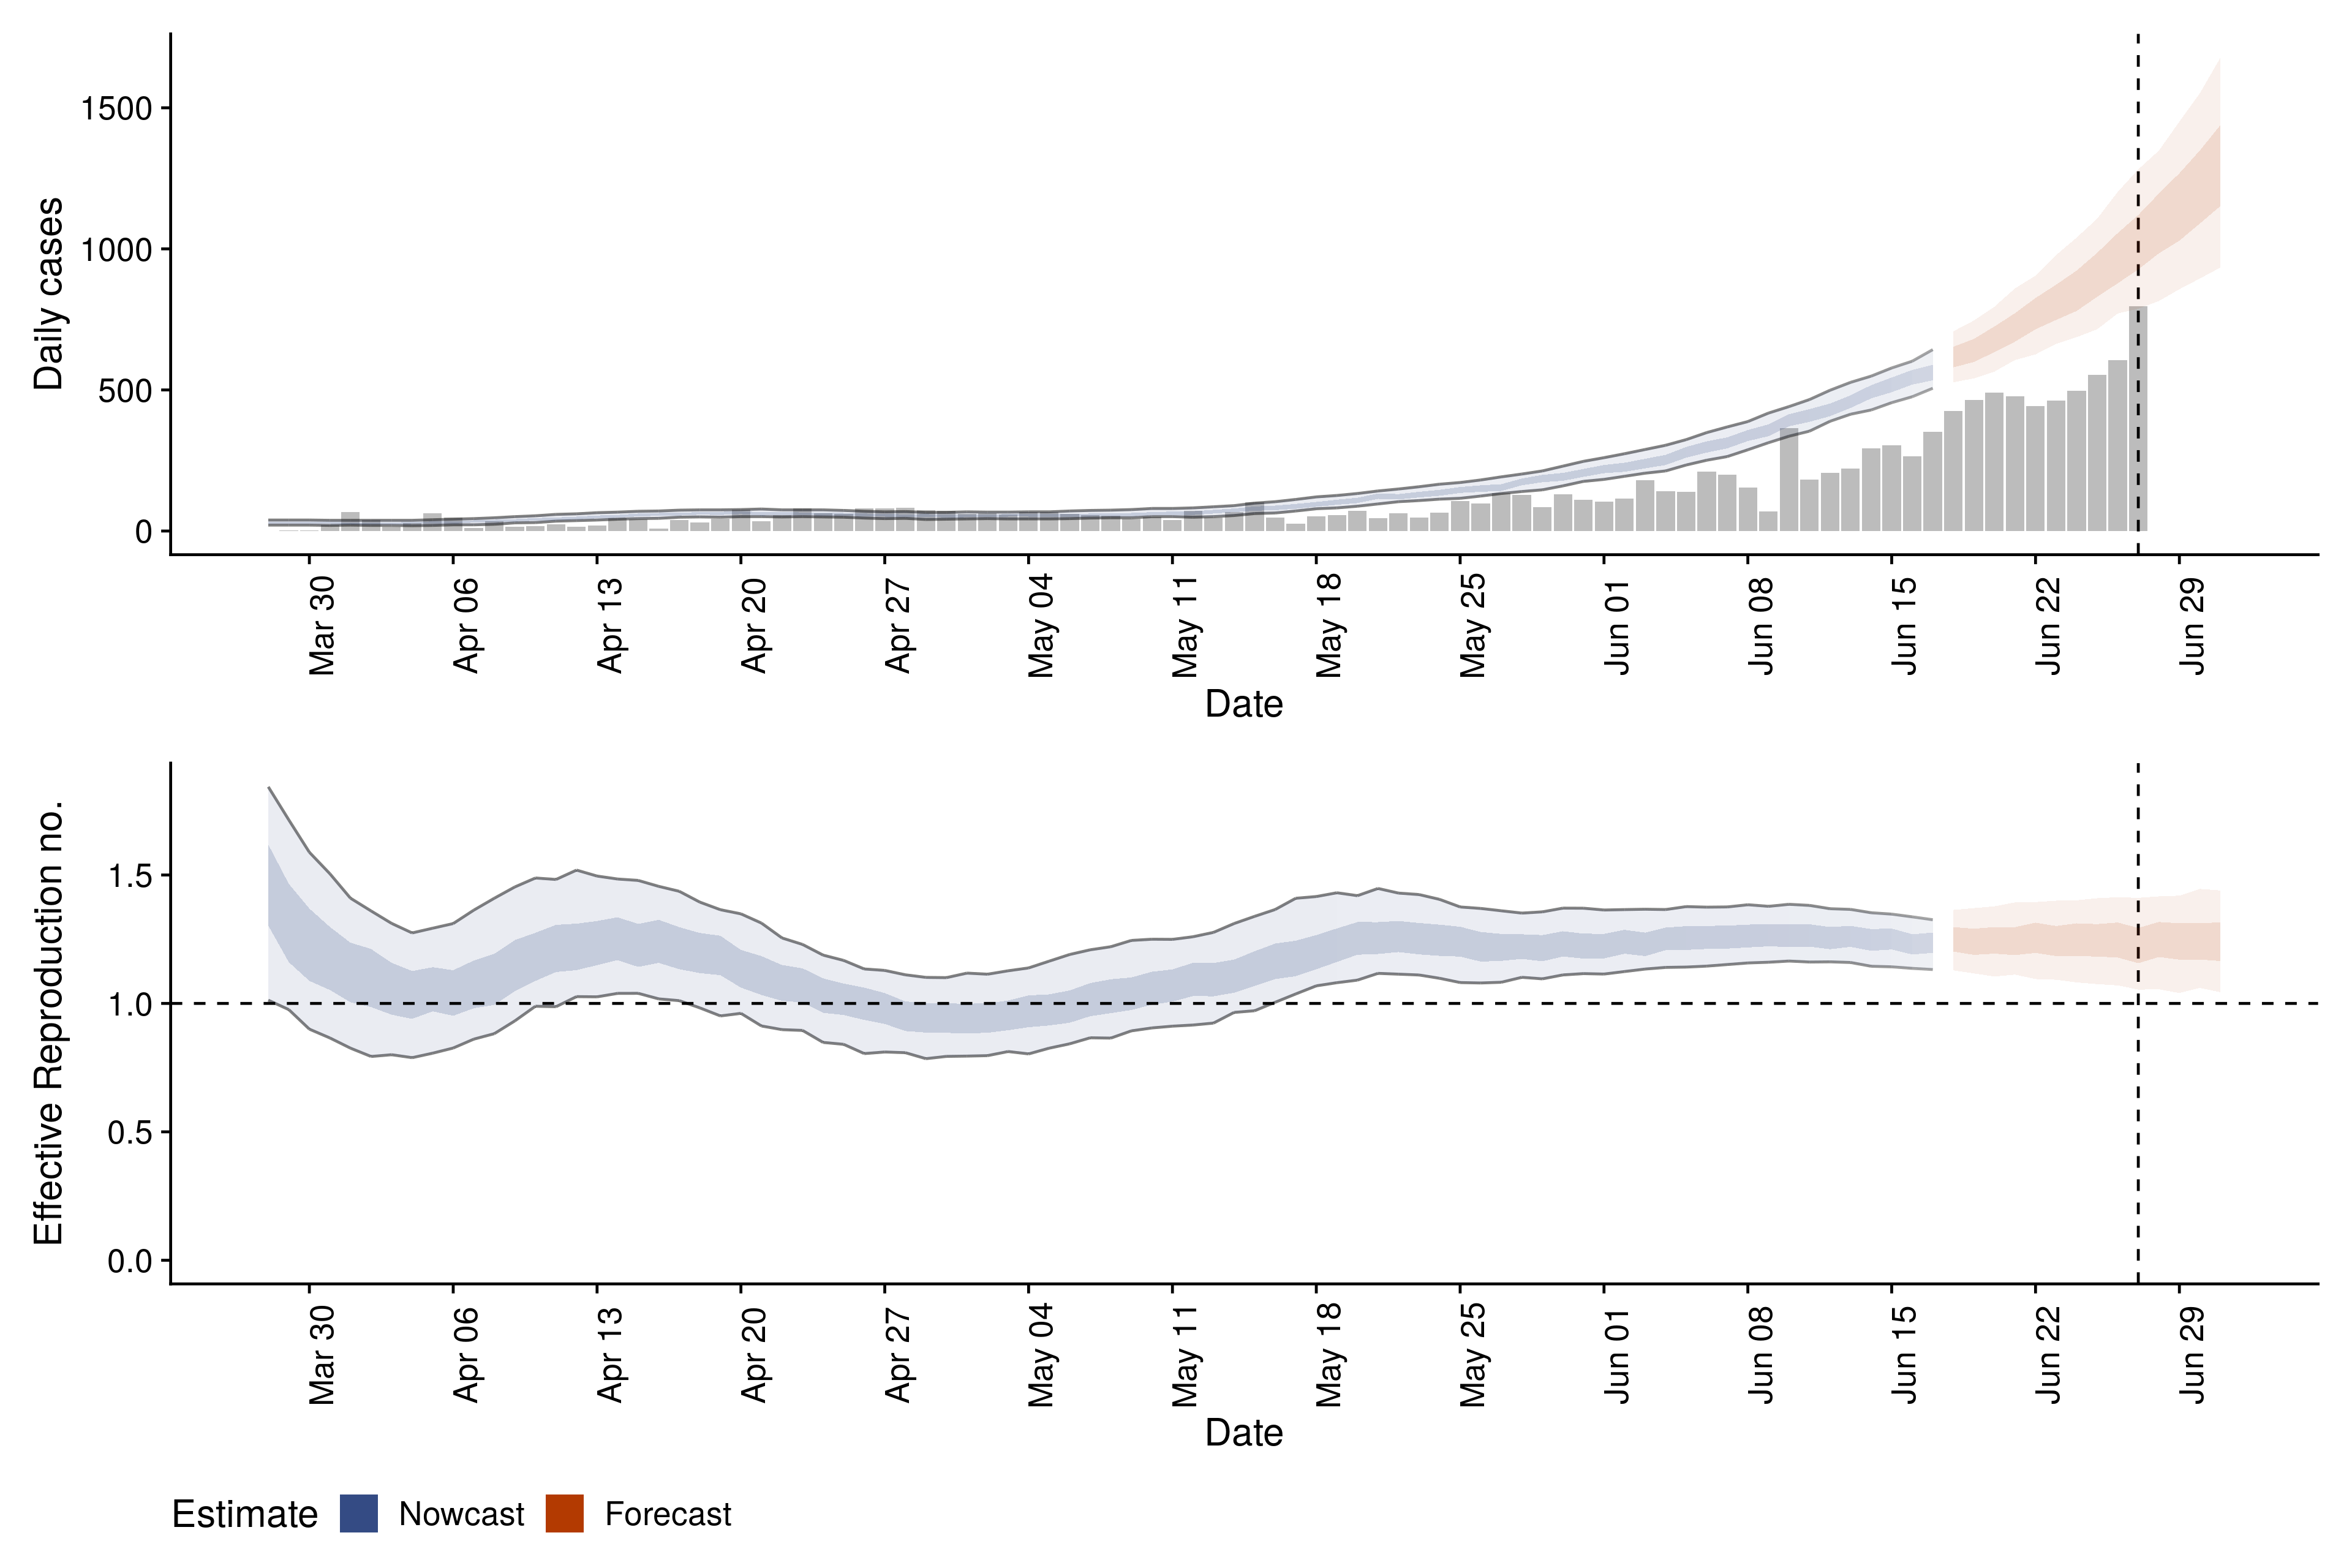 Daily cases
1500
1000
500
0
Mar 30
Apr 06
Apr 13
Apr 20
Apr 27
May 04
May 11
May 18
May 25
Jun 01
Jun 08
Jun 15
Jun 22
Jun 29
Date
Effective Reproduction no.
1.5
1.0
0.5
0.0
Mar 30
Apr 06
Apr 13
Apr 20
Apr 27
May 04
May 11
May 18
May 25
Jun 01
Jun 08
Jun 15
Jun 22
Jun 29
Date
Estimate Nowcast Forecast